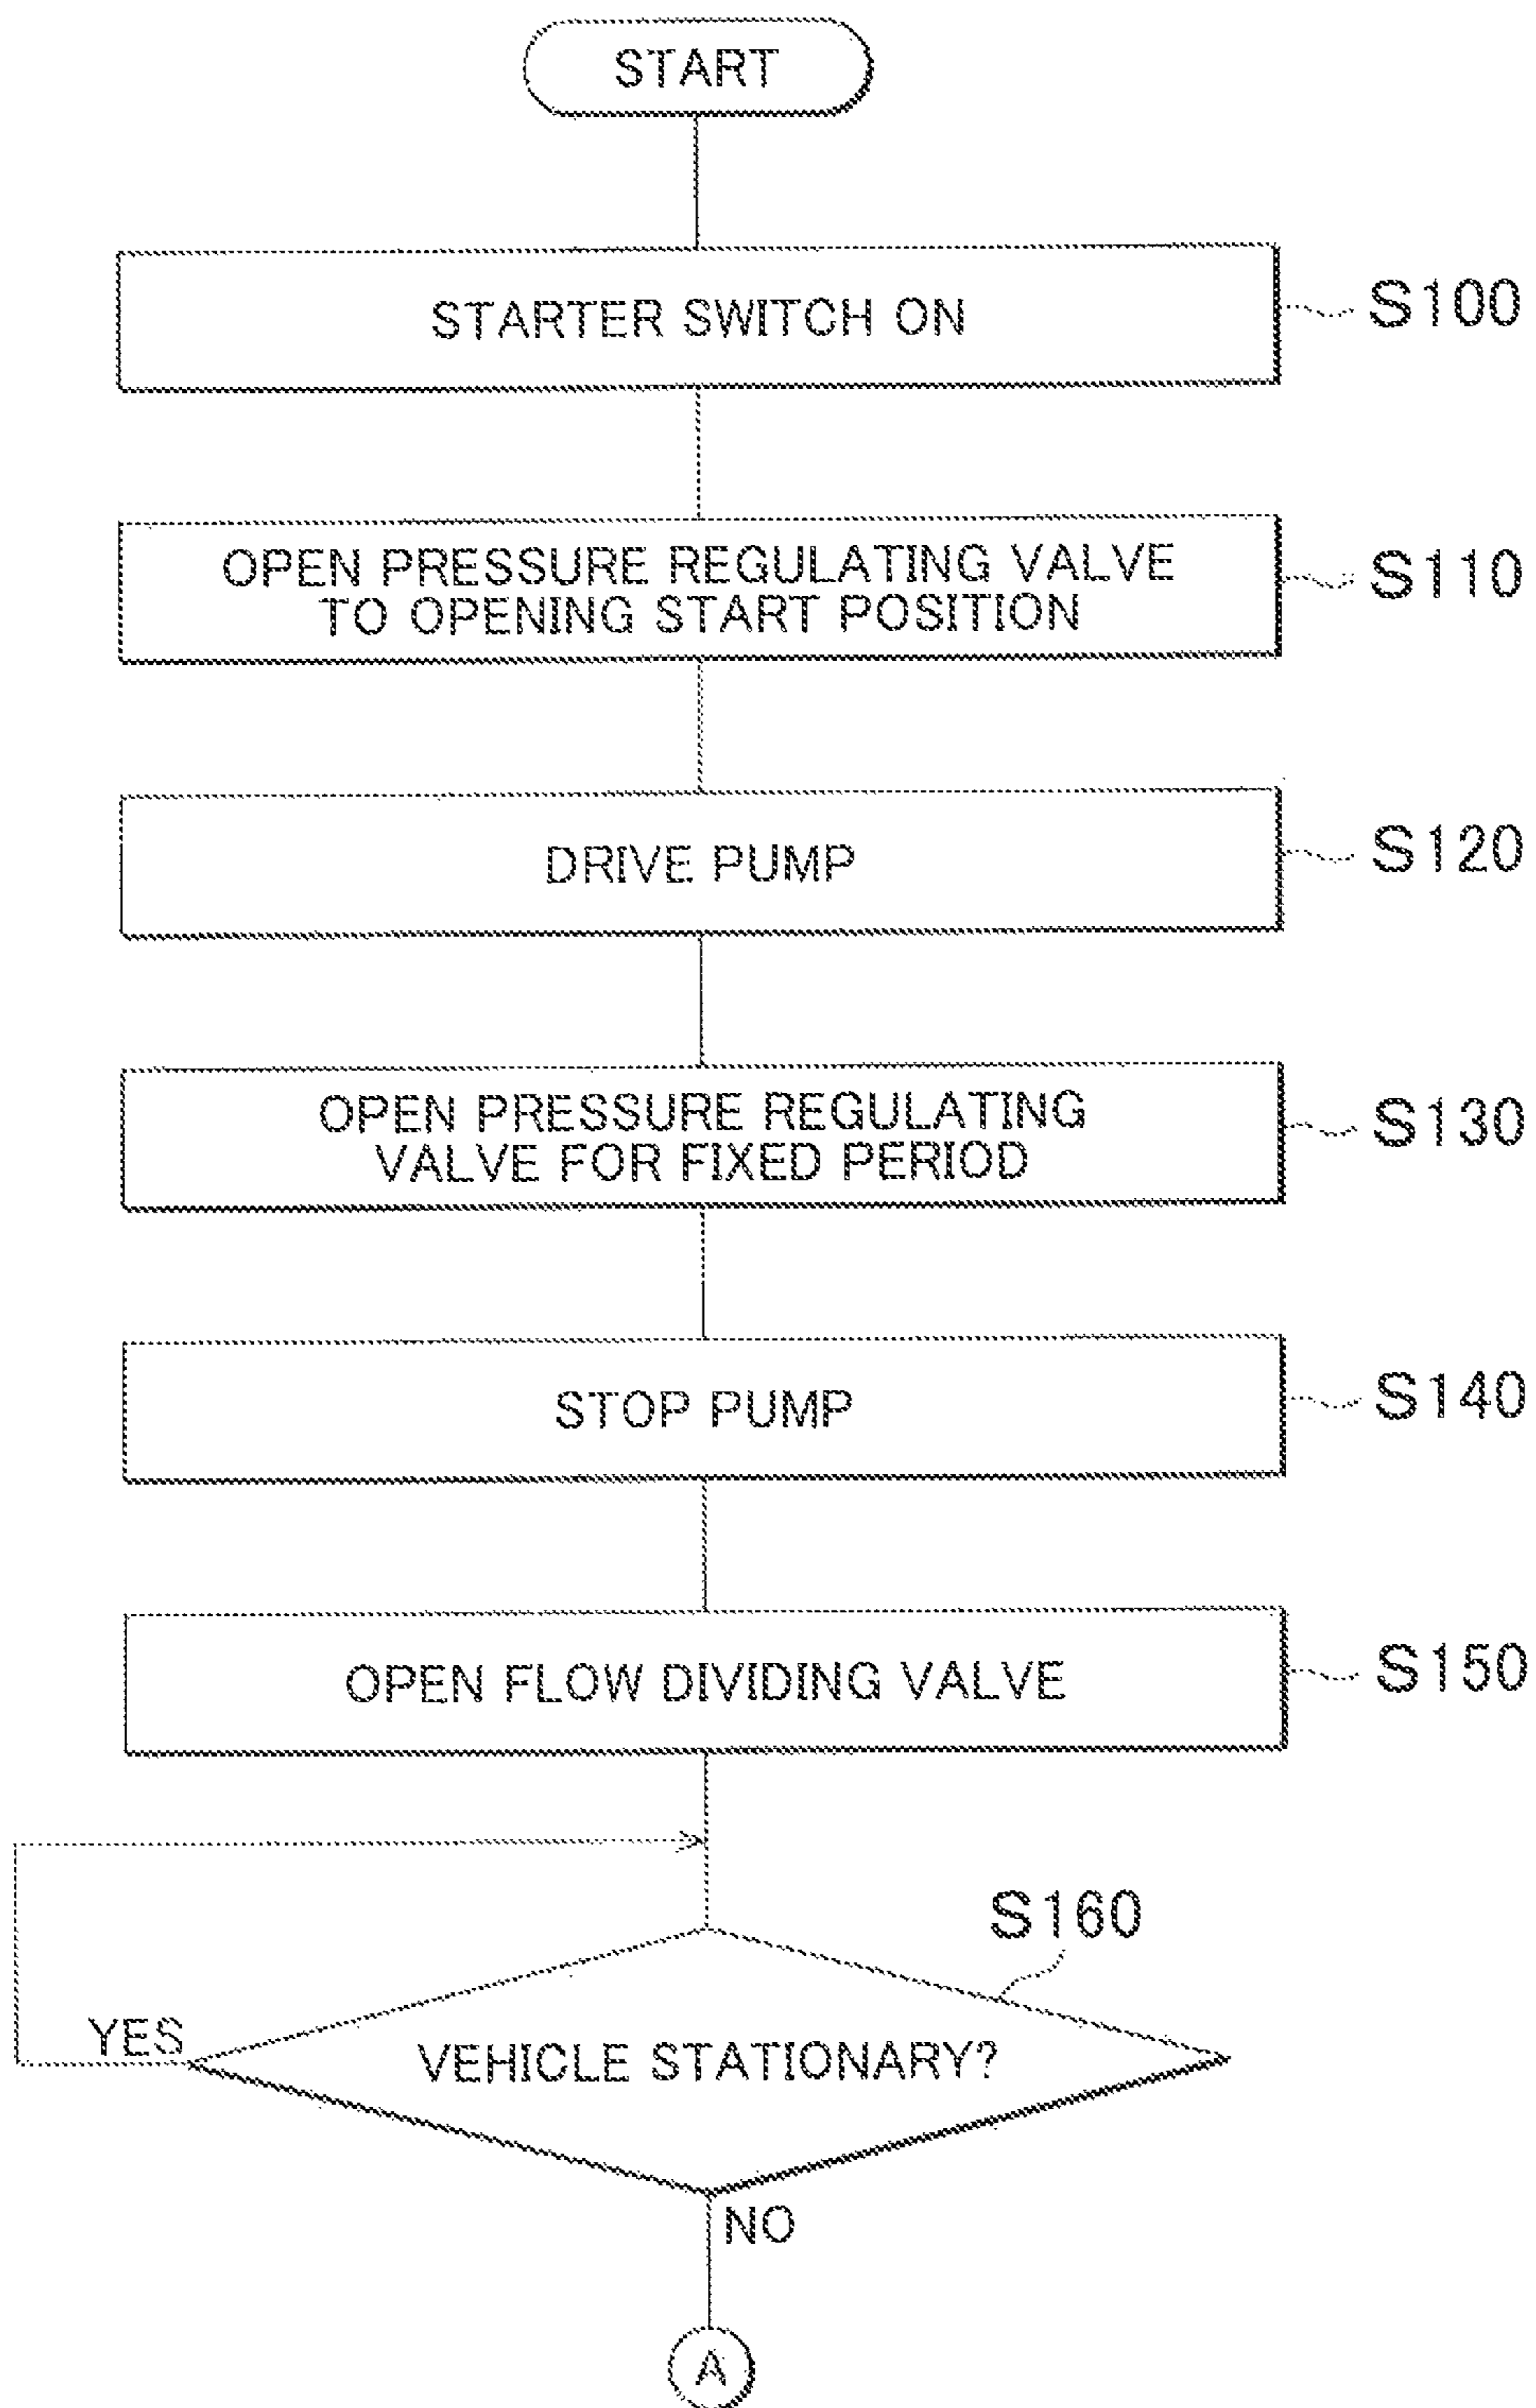 START
STARTER SWITCH ON
S100
OPEN PRESSURE REGULATING VALVE
TO OPENING START POSITION
S110
DRIVE PUMP
S120
OPEN PRESSURE REGULATING
VALVE FOR FIXED PERIOD
S130
STOP PUMP
S140
OPEN FLOW DIVIDING VALVE
S150
S160
YES
VEHICLE STATIONARY?
NO
A